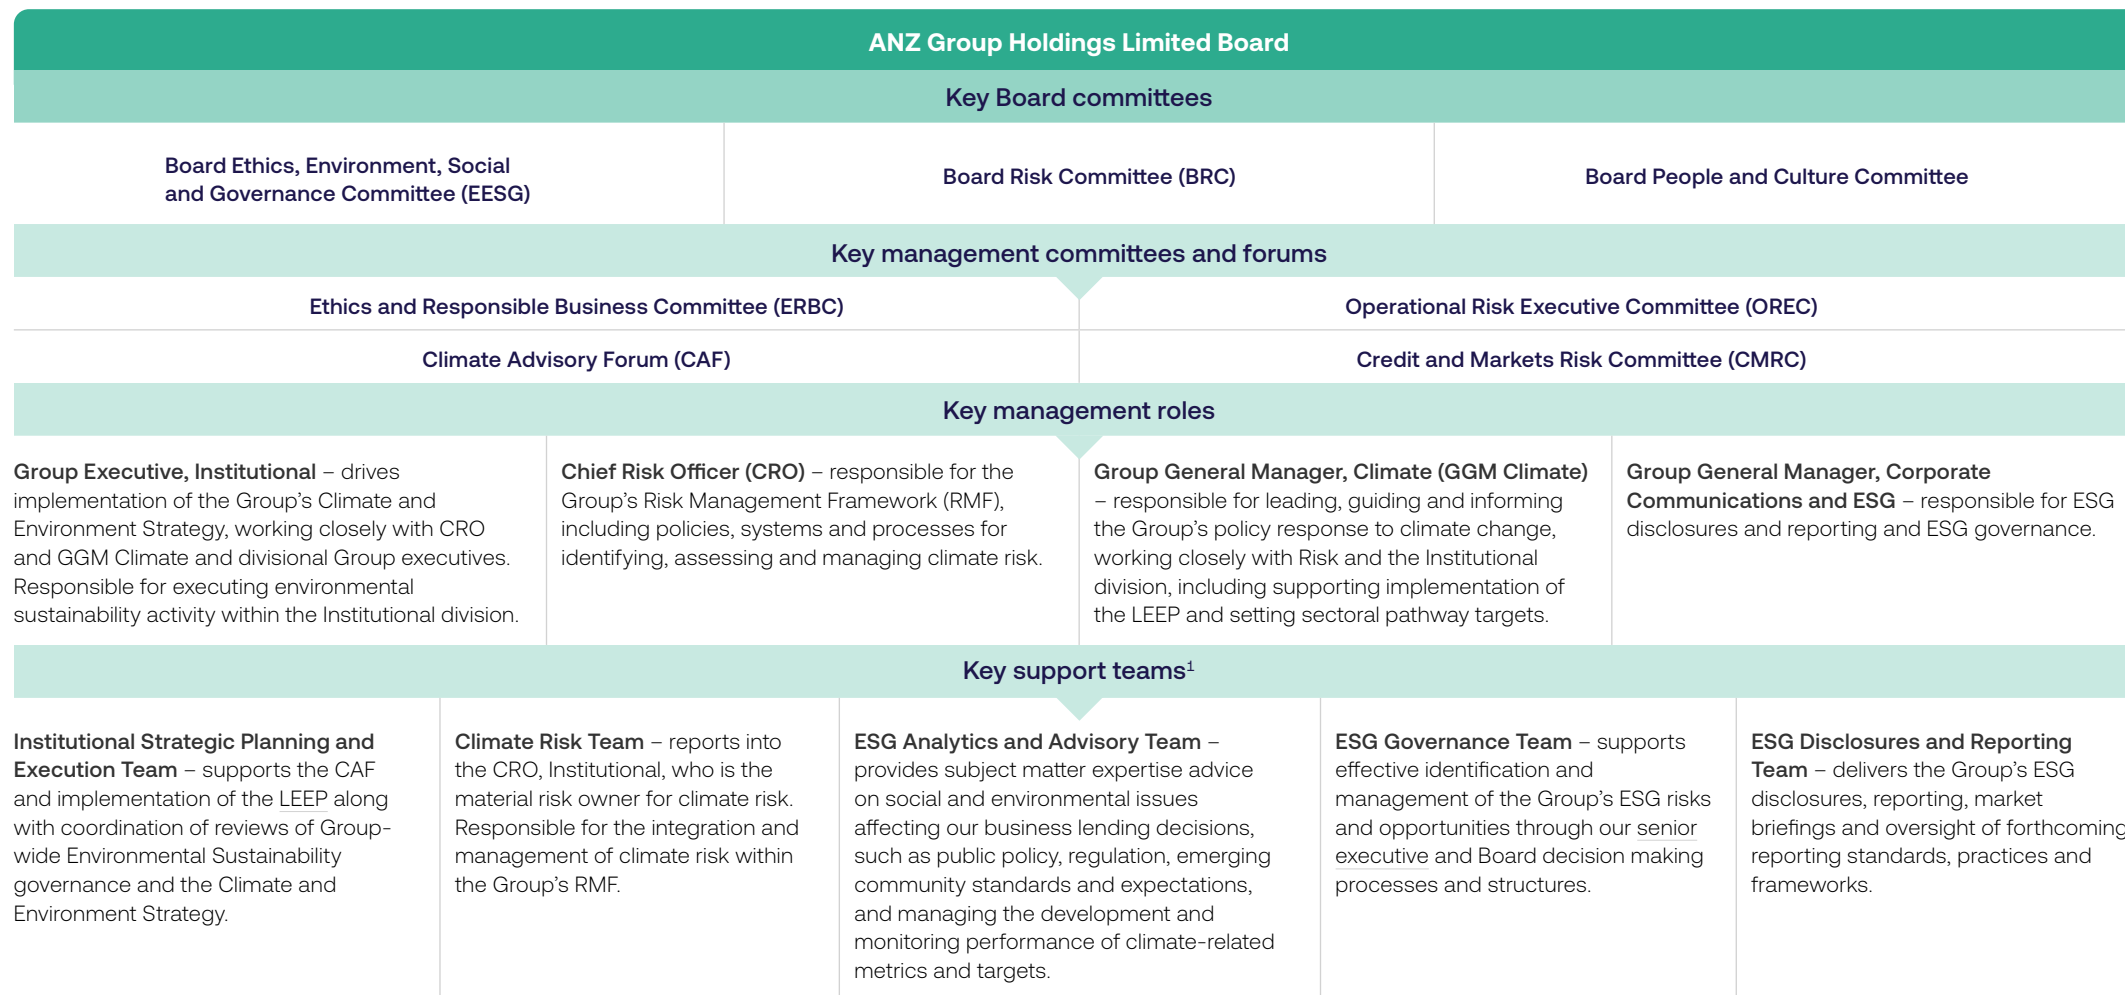 ANZ Group Holdings Limited Board
Key Board committees
Board Ethics, Environment, Social
and Governance Committee (EESG)
Board Risk Committee (BRC)
Board People and Culture Committee
Key management committees and forums
Ethics and Responsible Business Committee (ERBC)
Operational Risk Executive Committee (OREC)
Climate Advisory Forum (CAF)
Credit and Markets Risk Committee (CMRC)
Key management roles
Group Executive, Institutional – drives
implementation of the Group's Climate and
Environment Strategy, working closely with CRO
and GGM Climate and divisional Group executives.
Responsible for executing environmental
sustainability activity within the Institutional division.
Chief Risk Officer (CRO) – responsible for the
Group's Risk Management Framework (RMF),
including policies, systems and processes for
identifying, assessing and managing climate risk.
Group General Manager, Climate (GGM Climate)
– responsible for leading, guiding and informing
the Group's policy response to climate change,
working closely with Risk and the Institutional
division, including supporting implementation of
the LEEP and setting sectoral pathway targets.
Group General Manager, Corporate
Communications and ESG – responsible for ESG
disclosures and reporting and ESG governance.
Key support teams¹
Institutional Strategic Planning and
Execution Team – supports the CAF
and implementation of the LEEP along
with coordination of reviews of Group-
wide Environmental Sustainability
governance and the Climate and
Environment Strategy.
Climate Risk Team – reports into
the CRO, Institutional, who is the
material risk owner for climate risk.
Responsible for the integration and
management of climate risk within
the Group's RMF.
ESG Analytics and Advisory Team –
provides subject matter expertise advice
on social and environmental issues
affecting our business lending decisions,
such as public policy, regulation, emerging
community standards and expectations,
and managing the development and
monitoring performance of climate-related
metrics and targets.
ESG Governance Team – supports
effective identification and
management of the Group's ESG risks
and opportunities through our senior
executive and Board decision making
processes and structures.
ESG Disclosures and Reporting
Team – delivers the Group's ESG
disclosures, reporting, market
briefings and oversight of forthcoming
reporting standards, practices and
frameworks.